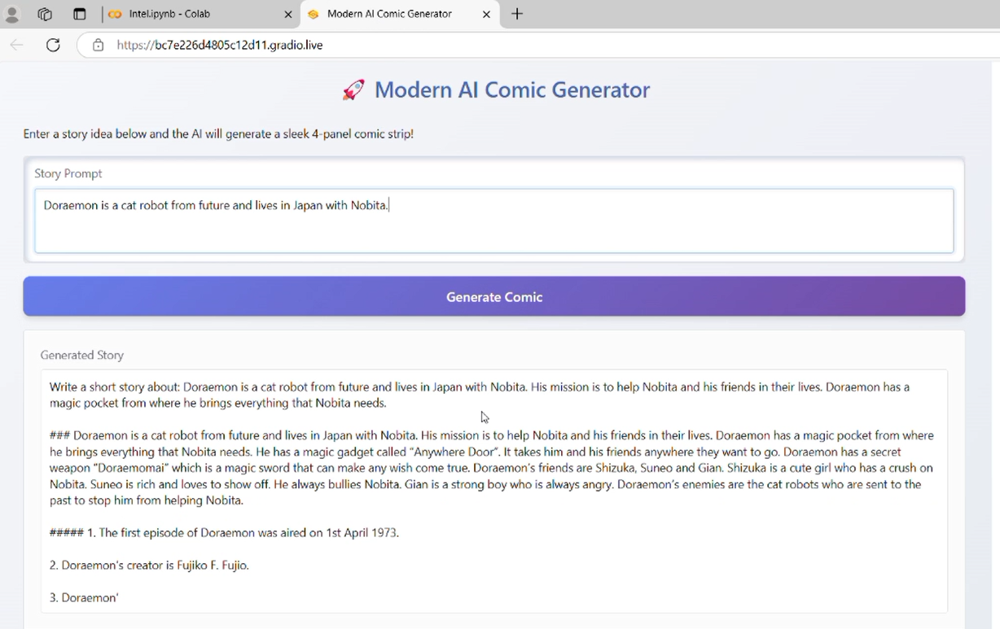 Intel.ipynb - Colab
Modern AI Comic Generator
https://bc7e226d4805c12d11.gradio.live
🚀 Modern AI Comic Generator
Enter a story idea below and the AI will generate a sleek 4-panel comic strip!
Story Prompt
Doraemon is a cat robot from future and lives in Japan with Nobita.
Generate Comic
Generated Story
Write a short story about: Doraemon is a cat robot from future and lives in Japan with Nobita. His mission is to help Nobita and his friends in their lives. Doraemon has a
magic pocket from where he brings everything that Nobita needs.
### Doraemon is a cat robot from future and lives in Japan with Nobita. His mission is to help Nobita and his friends in their lives. Doraemon has a magic pocket from where
he brings everything that Nobita needs. He has a magic gadget called “Anywhere Door”. It takes him and his friends anywhere they want to go. Doraemon has a secret
weapon “Doraemomai” which is a magic sword that can make any wish come true. Doraemon’s friends are Shizuka, Suneo and Gian. Shizuka is a cute girl who has a crush on
Nobita. Suneo is rich and loves to show off. He always bullies Nobita. Gian is a strong boy who is always angry. Doraemon’s enemies are the cat robots who are sent to the
past to stop him from helping Nobita.
##### 1. The first episode of Doraemon was aired on 1st April 1973.
2. Doraemon's creator is Fujiko F. Fujio.
3. Doraemon'